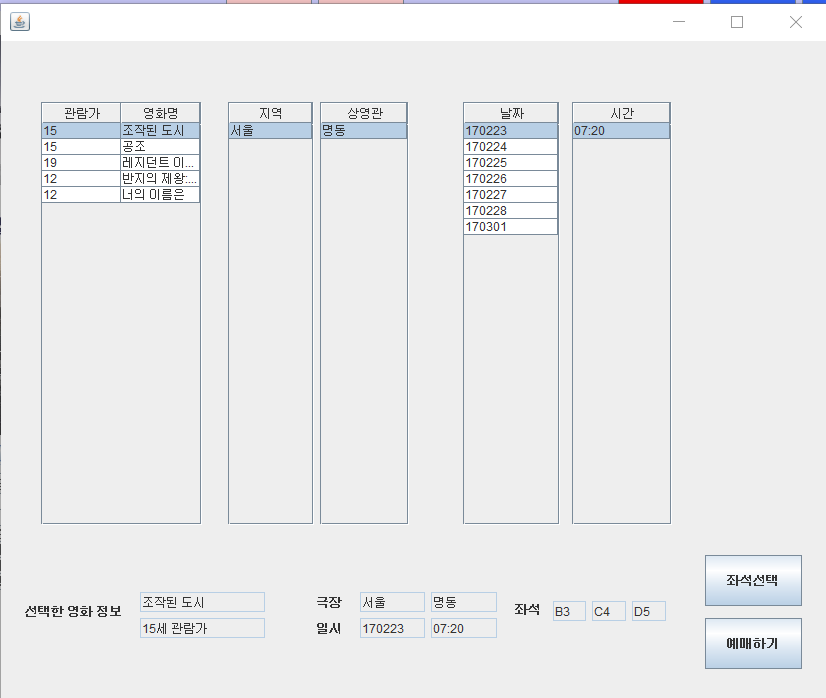 관람가 영화명 지역 상영관 날짜 시간
15 조작된 도시 서울 명동 170223 07:20
15 공조 170224
19 레지던트 이... 170225
12 반지의 제왕:... 170226
12 너의 이름은 170227
170228
170301
좌석선택
선택한 영화 정보 조작된 도시 극장 서울 명동 좌석 B3 C4 D5
15세 관람가 일시 170223 07:20
예매하기